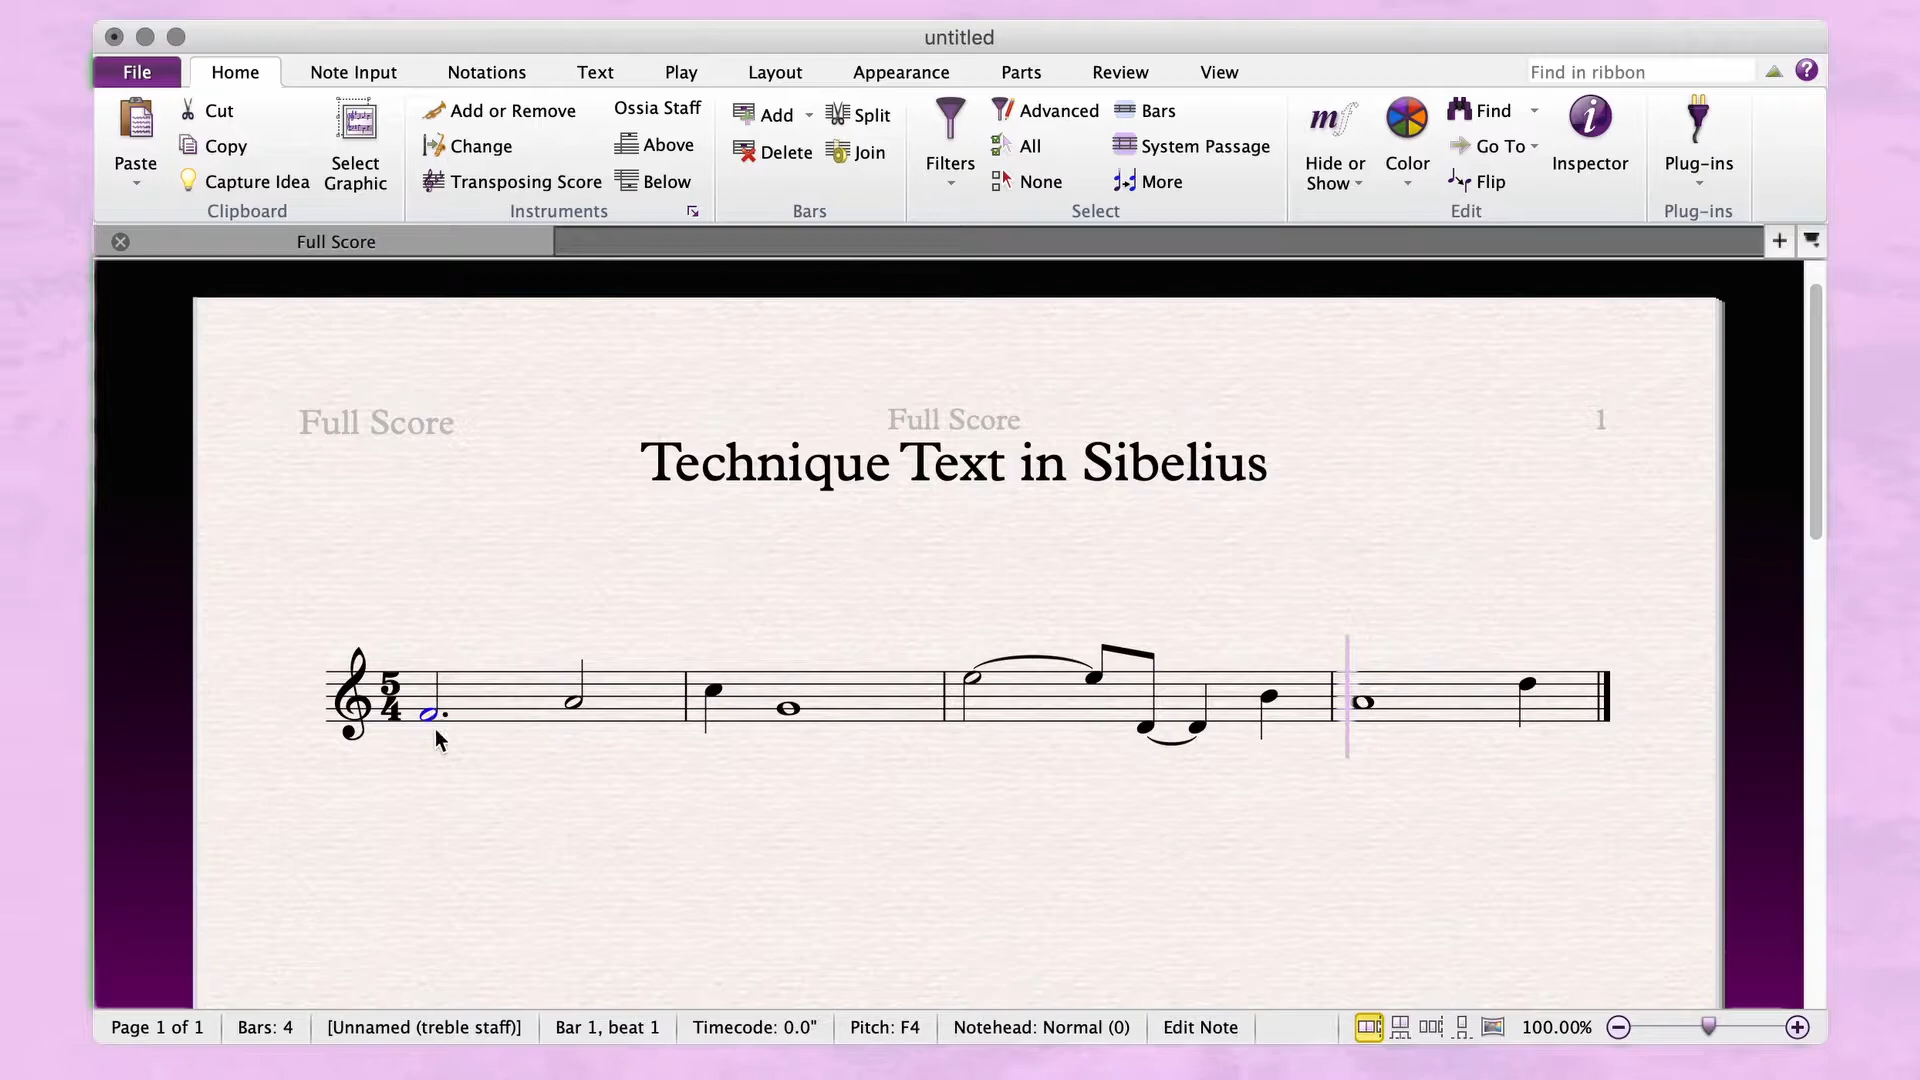 untitled
File Home Note Input Notations Text Play Layout Appearance Parts Review View Find in ribbon ?
Paste Cut Copy Capture Idea Select Graphic Clipboard
Add or Remove Change Transposing Score Ossia Staff Above Below Instruments
Add Split Delete Join Bars
Filters Advanced All None Bars System Passage More Select
mf Hide or Show Color Find Go To Flip i Inspector Edit
Plug-ins Plug-ins
Full Score +
Full Score Full Score 1
Technique Text in Sibelius
5
4
Page 1 of 1 Bars: 4 [Unnamed (treble staff)] Bar 1, beat 1 Timecode: 0.0" Pitch: F4 Notehead: Normal (0) Edit Note 100.00%